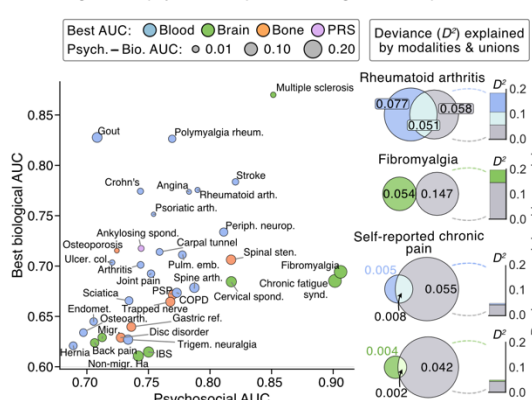 Best AUC: Blood Brain Bone PRS
Psych. – Bio. AUC: 0.01 0.10 0.20
Best biological AUC
0.85
0.80
0.75
0.70
0.65
0.60
Multiple sclerosis
Gout
Polymyalgia rheum.
Stroke
Crohn's
Angina
Rheumatoid arth.
Psoriatic arth.
Periph. neurop.
Ankylosing spond.
Osteoporosis
Carpal tunnel
Spinal sten.
Ulcer. col.
Arthritis
Pulm. emb.
Fibromyalgia
Joint pain
Spine arth.
Chronic fatigue
synd.
Cervical spond.
Sciatica
PSP
COPD
Endomet.
Trapped nerve
Osteoarth.
Gastric ref.
Migr.
Disc disorder
Trigem. neuralgia
Hernia
Back pain
IBS
Non-migr. Ha
0.70 0.75 0.80 0.85 0.90
Psychosocial AUC
Deviance (D²) explained
by modalities & unions
Rheumatoid arthritis
0.077
0.058
0.051
D²
0.2
0.1
0.0
Fibromyalgia
0.054
0.147
D²
0.2
0.1
0.0
Self-reported chronic
pain
0.005
0.055
0.008
D²
0.2
0.1
0.0
0.004
0.042
0.002
D²
0.2
0.1
0.0